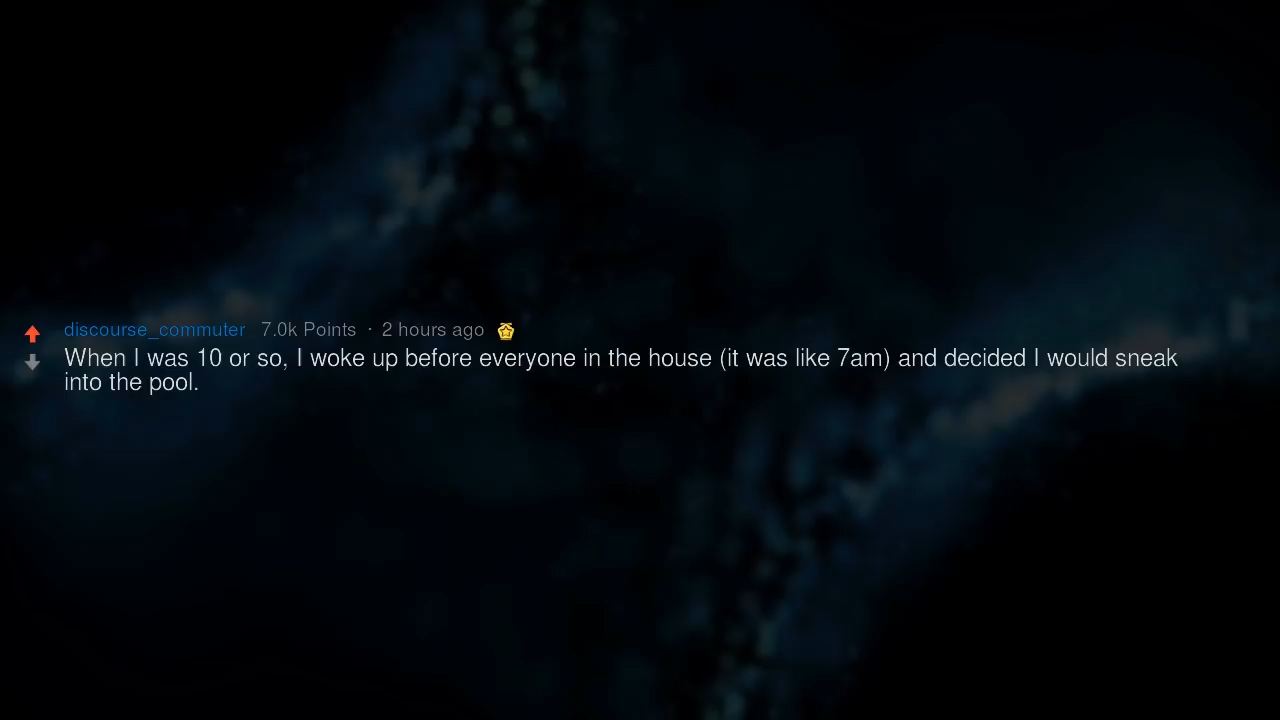 discourse_commuter 7.0k Points · 2 hours ago
When I was 10 or so, I woke up before everyone in the house (it was like 7am) and decided I would sneak
into the pool.